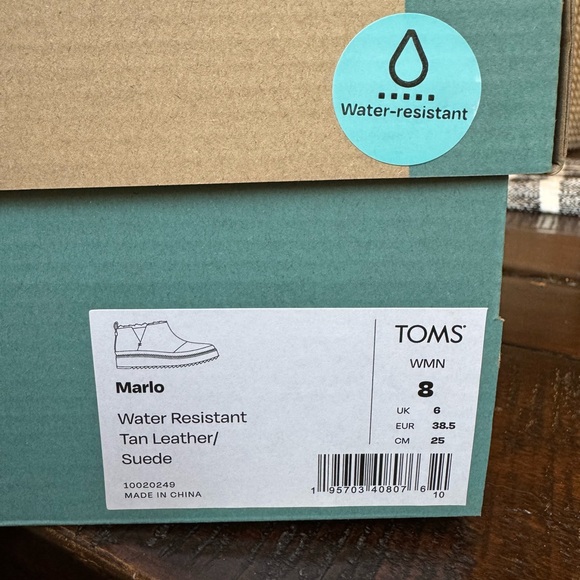 Water-resistant
Marlo
Water Resistant
Tan Leather/
Suede
10020249
MADE IN CHINA
TOMS
WMN
8
UK 6
EUR 38.5
CM 25
1 95703 40807 6
10